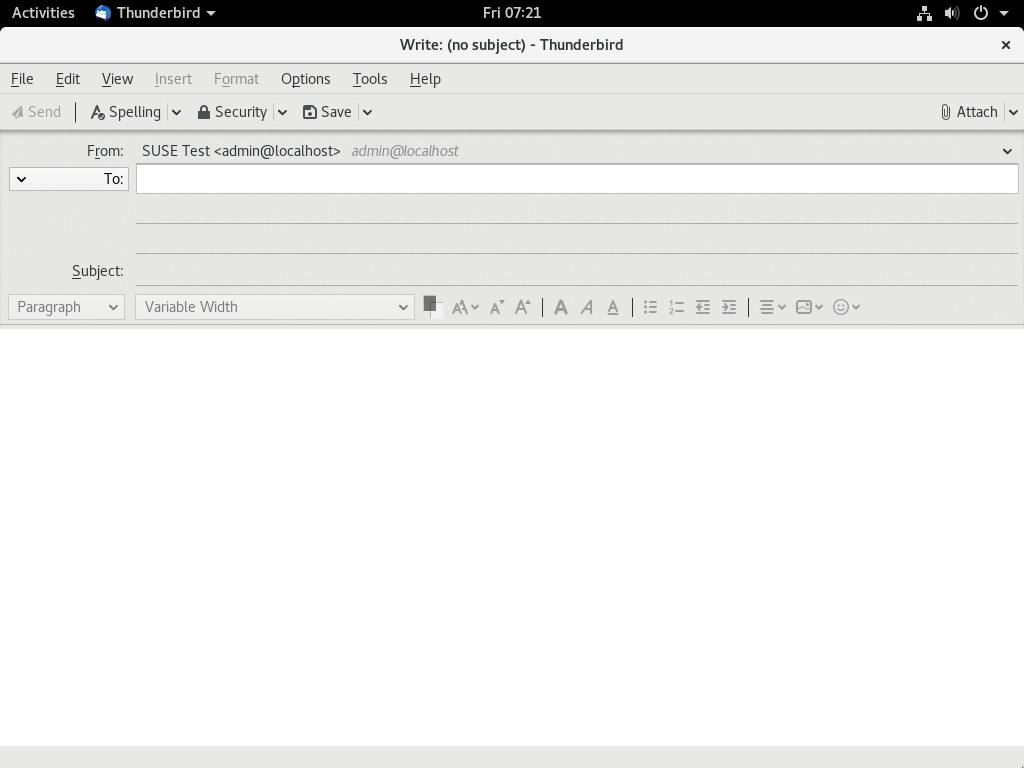 Activities Thunderbird Fri 07:21
Write: (no subject) - Thunderbird
File Edit View Insert Format Options Tools Help
Send Spelling Security Save Attach
From: SUSE Test <admin@localhost> admin@localhost
To:
Subject:
Paragraph Variable Width